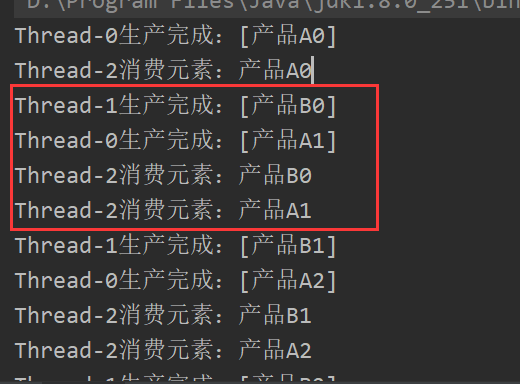 D:\Program Files\Java\jdk1.8.0_251\bin
Thread-0生产完成：[产品A0]
Thread-2消费元素：产品A0
Thread-1生产完成：[产品B0]
Thread-0生产完成：[产品A1]
Thread-2消费元素：产品B0
Thread-2消费元素：产品A1
Thread-1生产完成：[产品B1]
Thread-0生产完成：[产品A2]
Thread-2消费元素：产品B1
Thread-2消费元素：产品A2